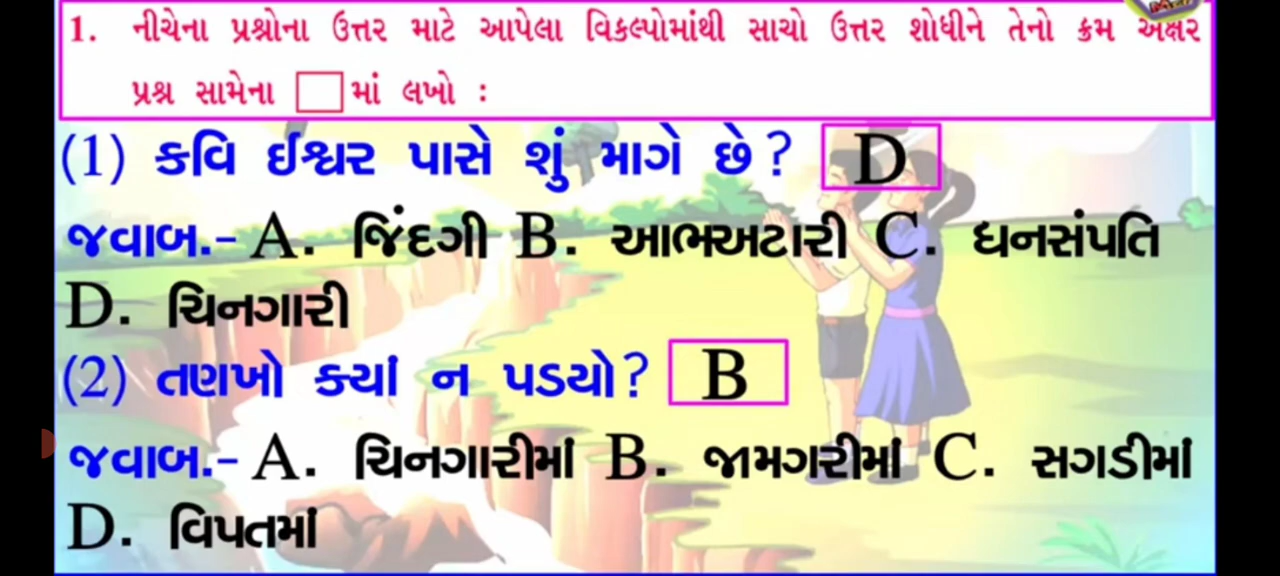 1. નીચેના પ્રશ્નોના ઉત્તર માટે આપેલા વિકલ્પોમાંથી સાચો ઉત્તર શોધીને તેનો ક્રમ અક્ષર
પ્રશ્ન સામેના માં લખો :
(1) કવિ ઈશ્વર પાસે શું માગે છે? D
જવાબ.- A. જિંદગી B. આભઅટારી C. ધનસંપતિ
D. ચિનગારી
(2) તણખો ક્યાં ન પડયો? B
જવાબ.- A. ચિનગારીમાં B. જામગરીમાં C. સગડીમાં
D. વિપતમાં